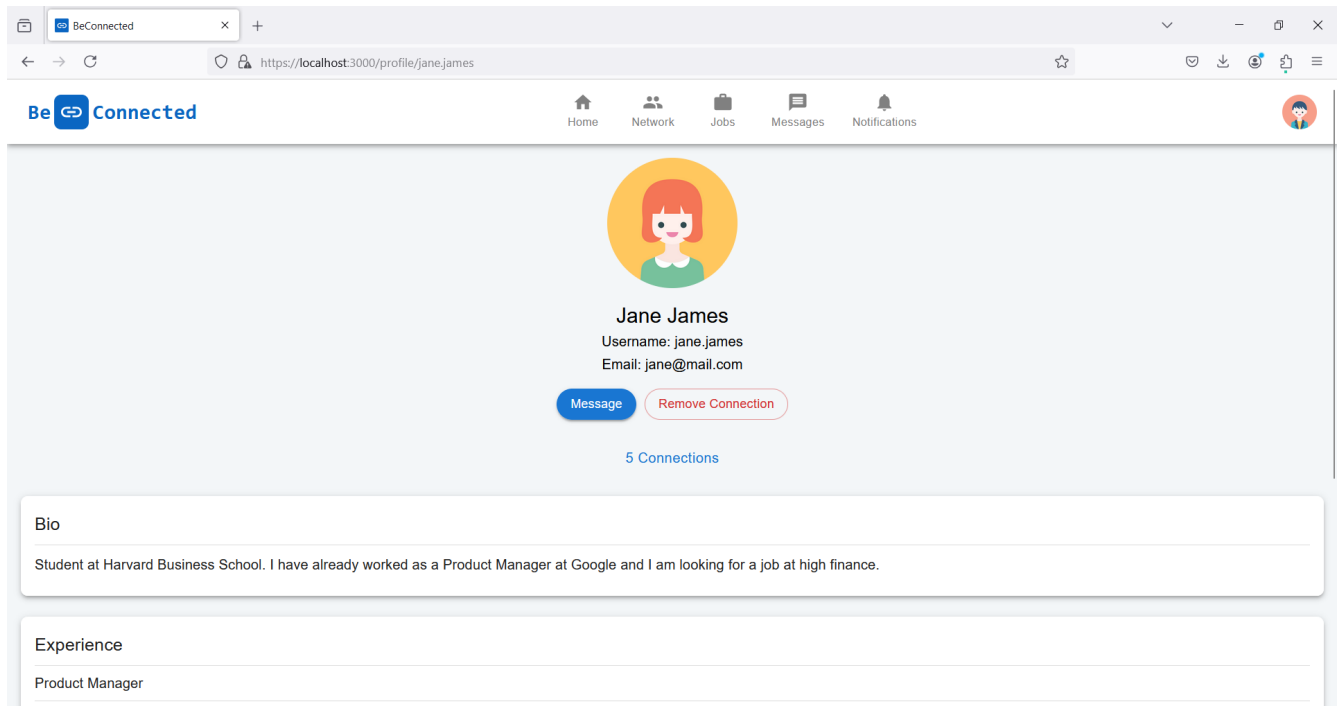 BeConnected
https://localhost:3000/profile/jane.james
Be Connected
Home Network Jobs Messages Notifications
Jane James
Username: jane.james
Email: jane@mail.com
Message Remove Connection
5 Connections
Bio
Student at Harvard Business School. I have already worked as a Product Manager at Google and I am looking for a job at high finance.
Experience
Product Manager